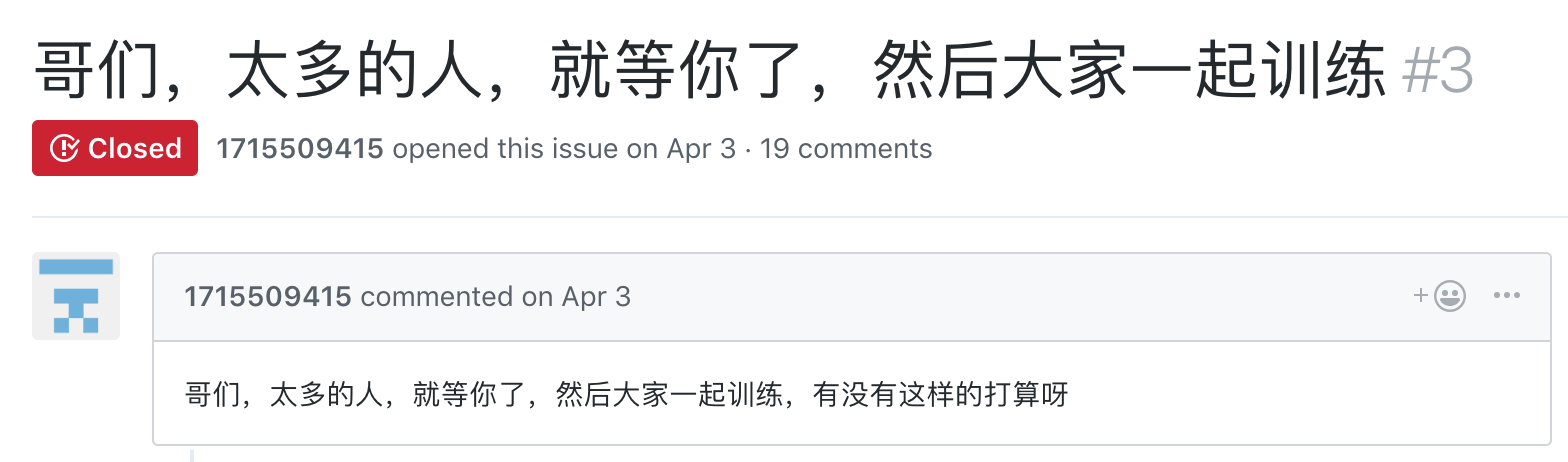 哥们，太多的人，就等你了，然后大家一起训练 #3
Closed 1715509415 opened this issue on Apr 3 · 19 comments
1715509415 commented on Apr 3
哥们，太多的人，就等你了，然后大家一起训练，有没有这样的打算呀